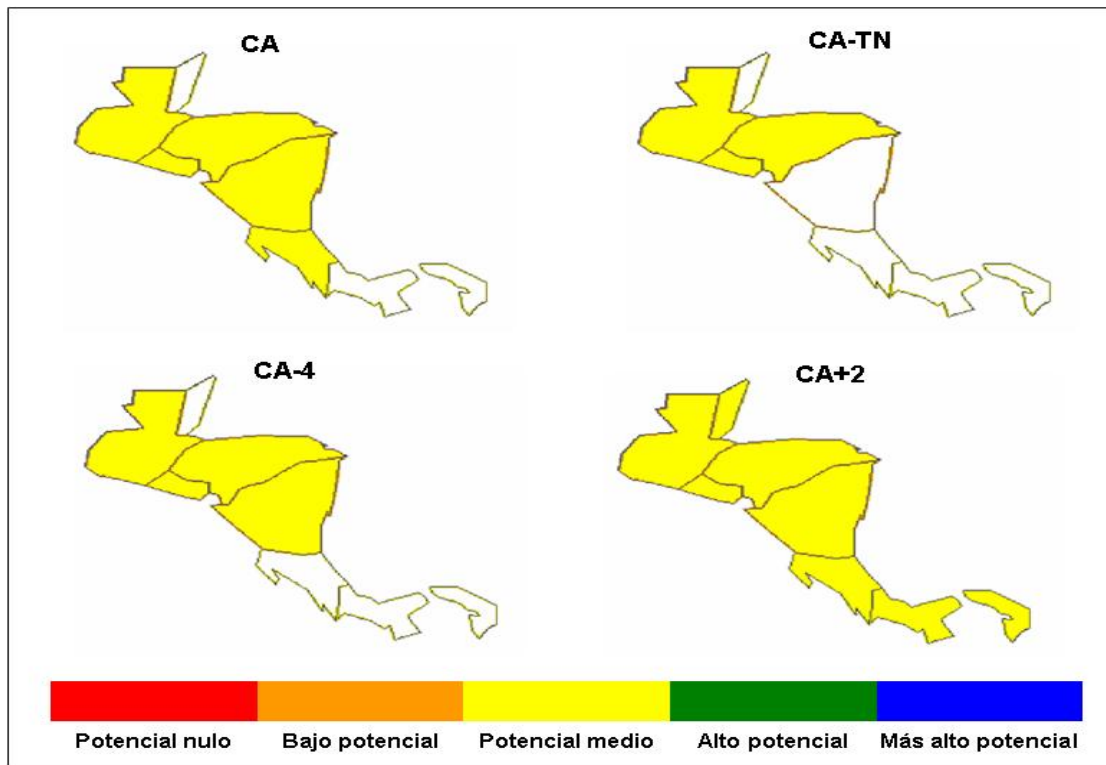 CA
CA-TN
CA-4
CA+2
Potencial nulo
Bajo potencial
Potencial medio
Alto potencial
Más alto potencial